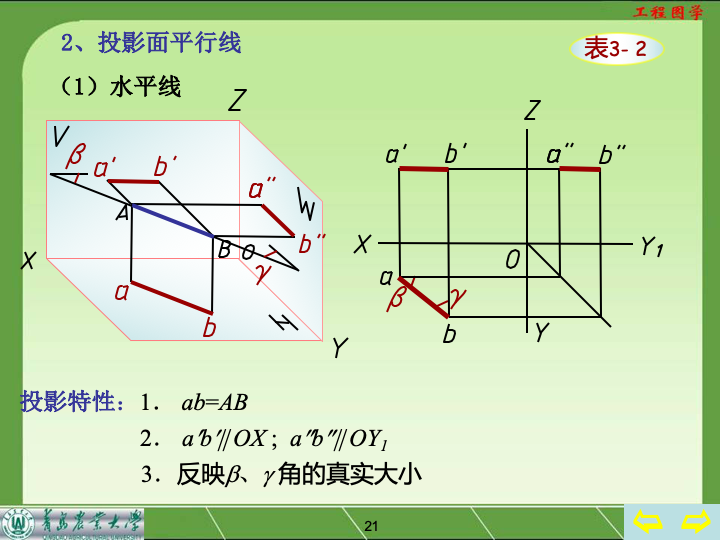 工程图学
2、投影面平行线
表3- 2
（1）水平线
Z
V
β
a'
b'
a"
W
A
B
O
b"
X
γ
a
b
H
Y
Z
a'
b'
a"
b"
X
O
Y1
a
β
γ
b
Y
投影特性：1． ab=AB
2． a'b'∥OX ; a"b"∥OY1
3．反映β、γ角的真实大小
青岛农业大学
21